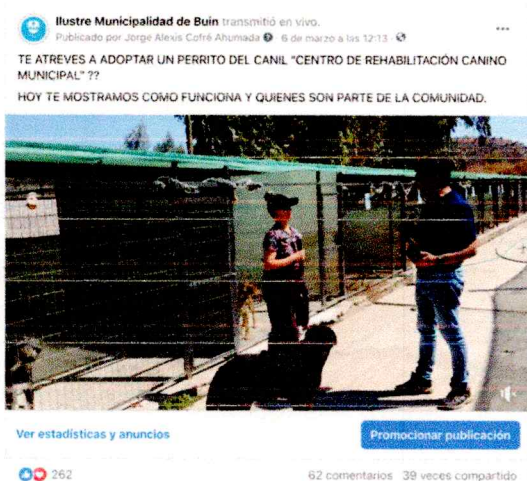 Ilustre Municipalidad de Buin transmitió en vivo.
Publicado por Jorge Alexis Cofré Ahumada · 6 de marzo a las 12:13 ·
TE ATREVES A ADOPTAR UN PERRITO DEL CANIL "CENTRO DE REHABILITACIÓN CANINO
MUNICIPAL" ??
HOY TE MOSTRAMOS COMO FUNCIONA Y QUIENES SON PARTE DE LA COMUNIDAD.
Ver estadísticas y anuncios
Promocionar publicación
262
62 comentarios 39 veces compartido